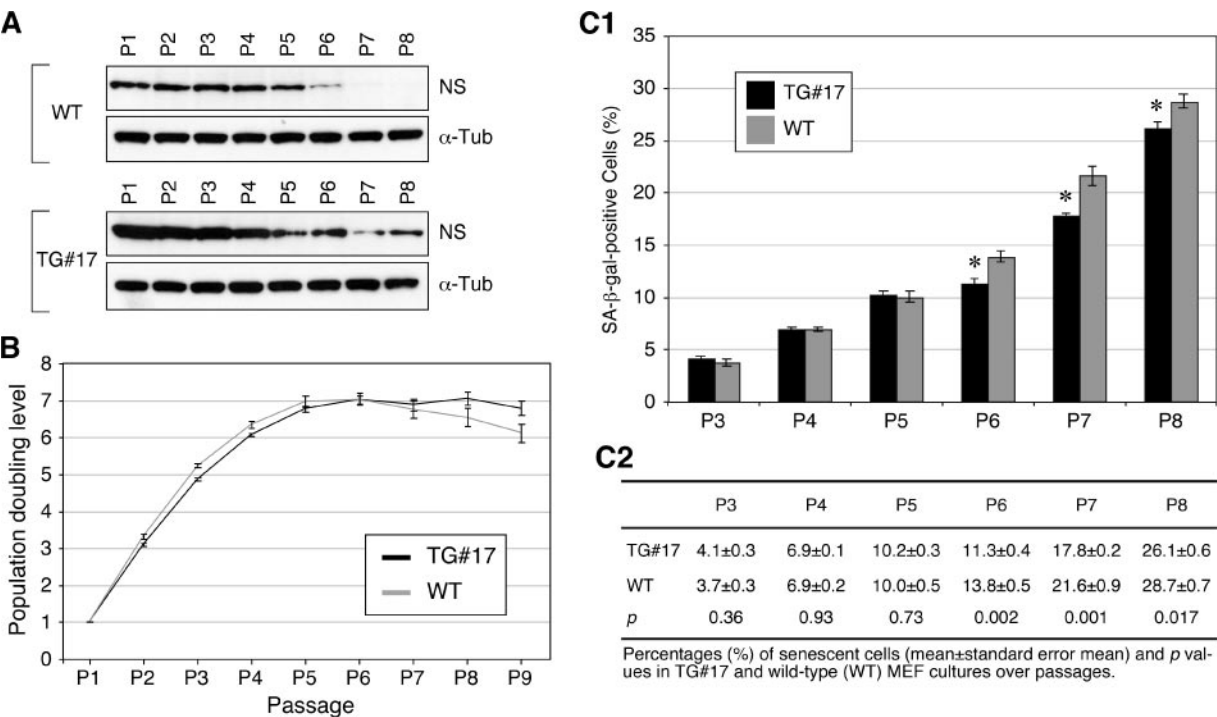 A
P1 P2 P3 P4 P5 P6 P7 P8
WT
NS
α-Tub
P1 P2 P3 P4 P5 P6 P7 P8
TG#17
NS
α-Tub
B
Population doubling level
8
7
6
5
4
3
2
1
0
TG#17
WT
P1 P2 P3 P4 P5 P6 P7 P8 P9
Passage
C1
SA-β-gal-positive Cells (%)
35
30
25
20
15
10
5
0
TG#17
WT
* * *
P3 P4 P5 P6 P7 P8
C2
P3 P4 P5 P6 P7 P8
TG#17 4.1±0.3 6.9±0.1 10.2±0.3 11.3±0.4 17.8±0.2 26.1±0.6
WT 3.7±0.3 6.9±0.2 10.0±0.5 13.8±0.5 21.6±0.9 28.7±0.7
p 0.36 0.93 0.73 0.002 0.001 0.017
Percentages (%) of senescent cells (mean±standard error mean) and p val-
ues in TG#17 and wild-type (WT) MEF cultures over passages.